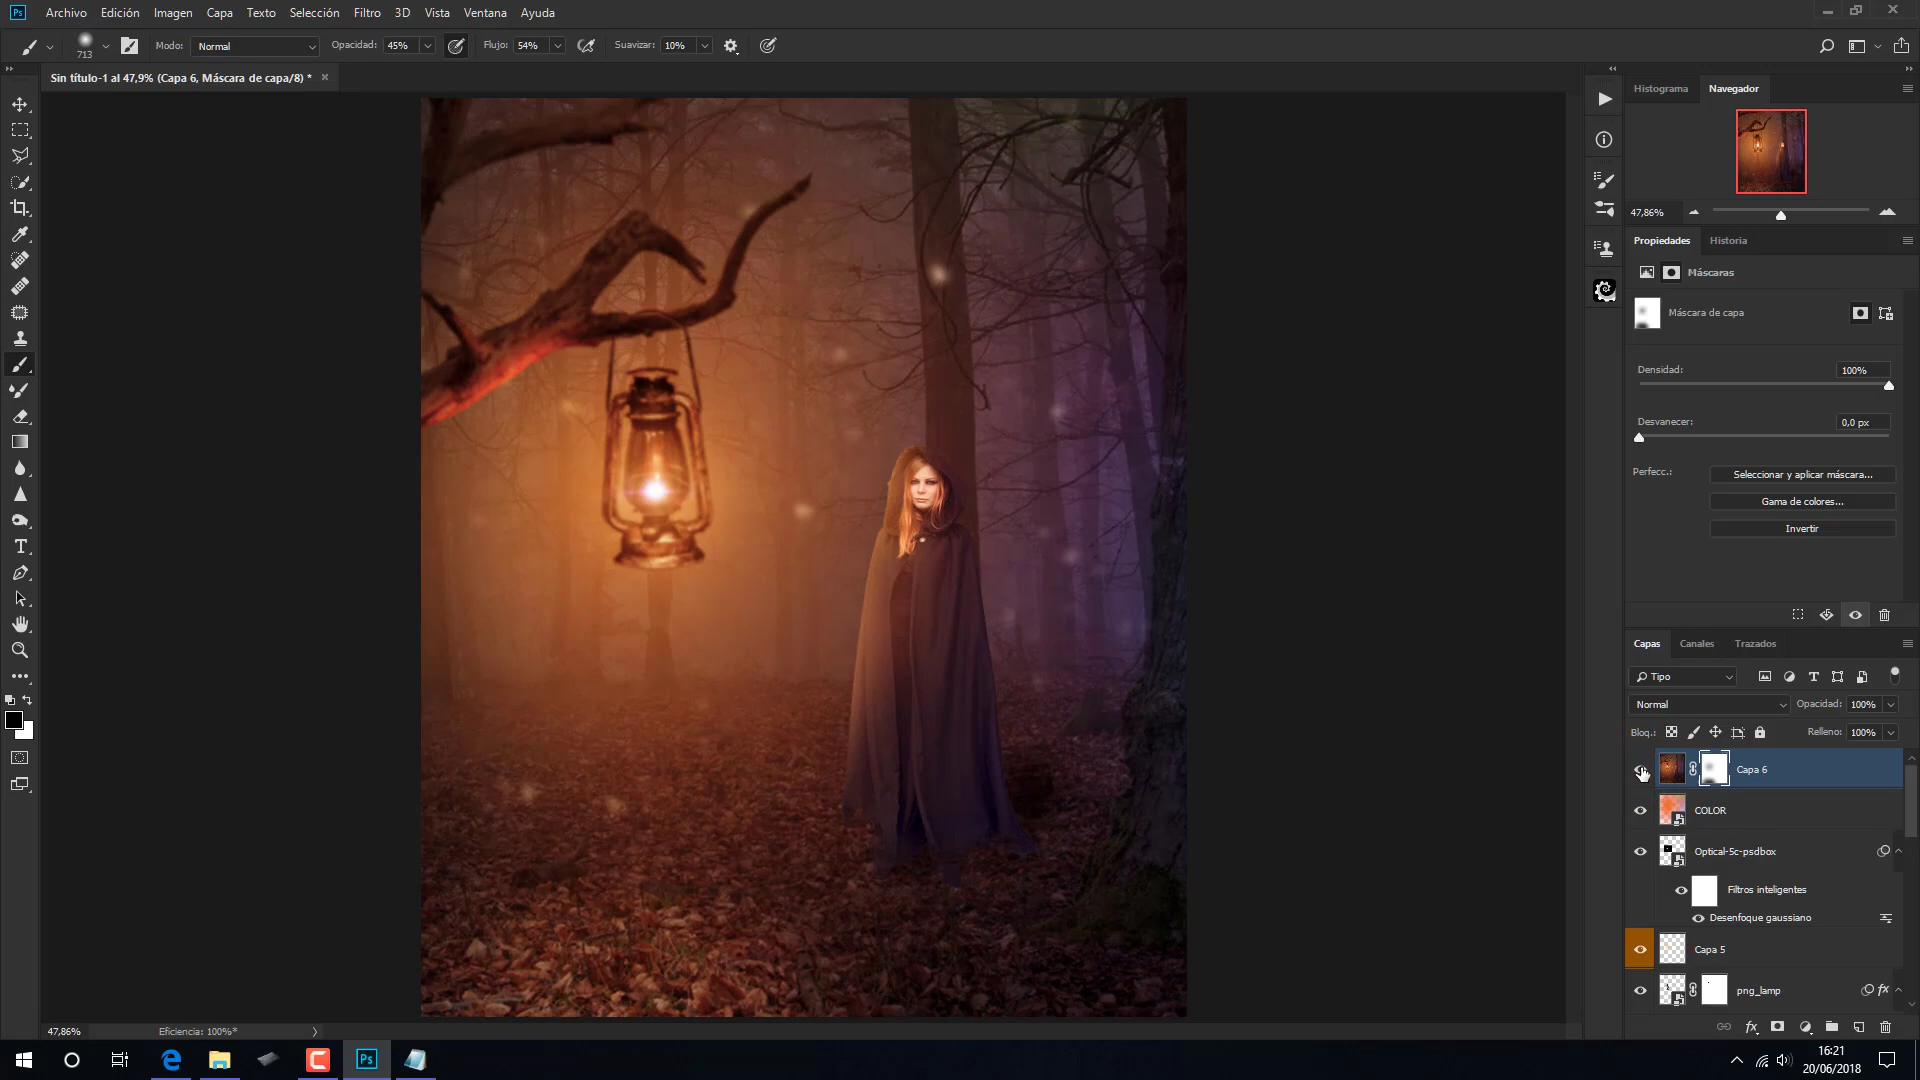 Ps Archivo Edición Imagen Capa Texto Selección Filtro 3D Vista Ventana Ayuda
713 Modo: Normal Opacidad: 45% Flujo: 54% Suavizar: 10%
Sin título-1 al 47,9% (Capa 6, Máscara de capa/8) * ×
Histograma Navegador
47,86%
Propiedades Historia
Máscaras
Máscara de capa
Densidad: 100%
Desvanecer: 0,0 px
Perfecc.: Seleccionar y aplicar máscara...
Gama de colores...
Invertir
Capas Canales Trazados
Tipo
Normal Opacidad: 100%
Bloq.: Relleno: 100%
Capa 6
COLOR
Optical-5c-psdbox
Filtros inteligentes
Desenfoque gaussiano
Capa 5
png_lamp fx
fx
47,86% Eficiencia: 100%*
Ps
16:21
20/06/2018